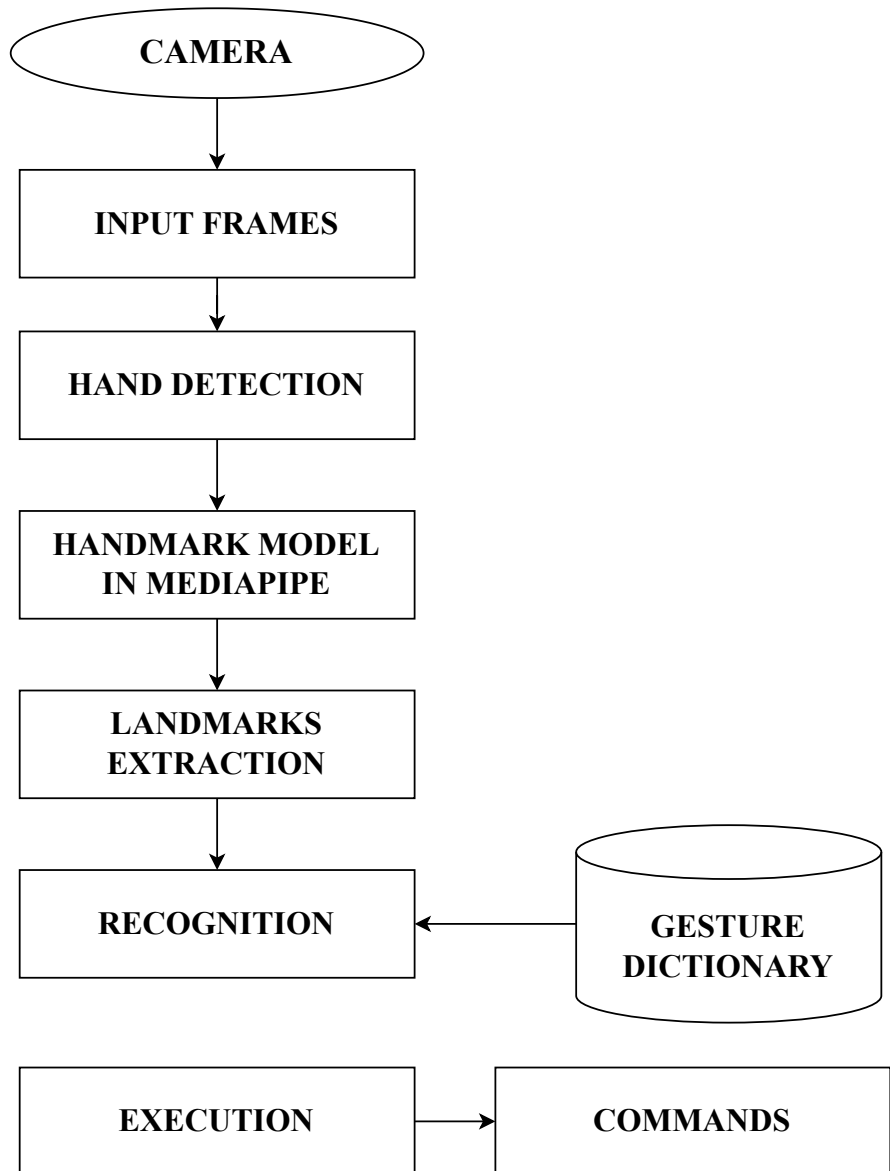 CAMERA
INPUT FRAMES
HAND DETECTION
HANDMARK MODEL
IN MEDIAPIPE
LANDMARKS
EXTRACTION
RECOGNITION
GESTURE
DICTIONARY
EXECUTION
COMMANDS